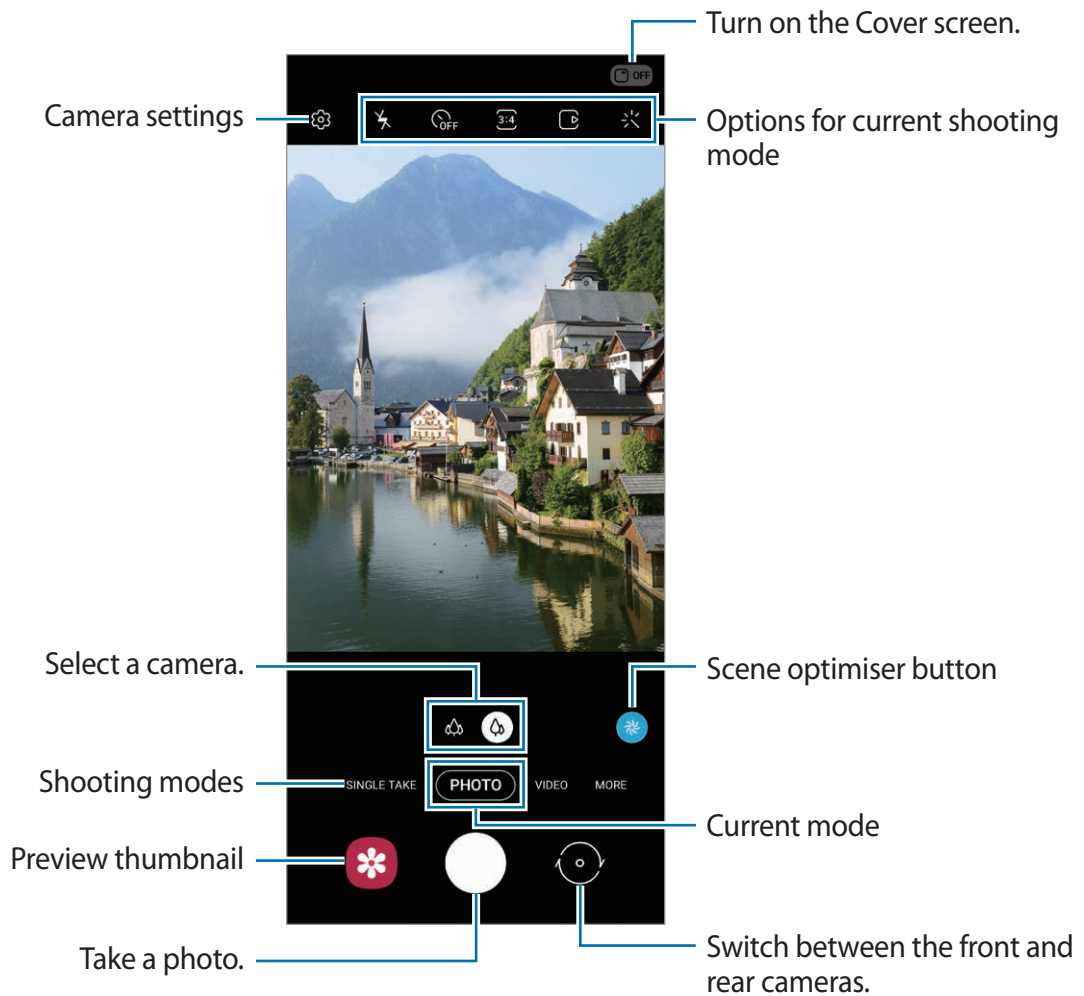 Turn on the Cover screen.
OFF
Camera settings
OFF
3:4
Options for current shooting
mode
Select a camera.
Scene optimiser button
Shooting modes
SINGLE TAKE
PHOTO
VIDEO
MORE
Current mode
Preview thumbnail
Take a photo.
Switch between the front and
rear cameras.